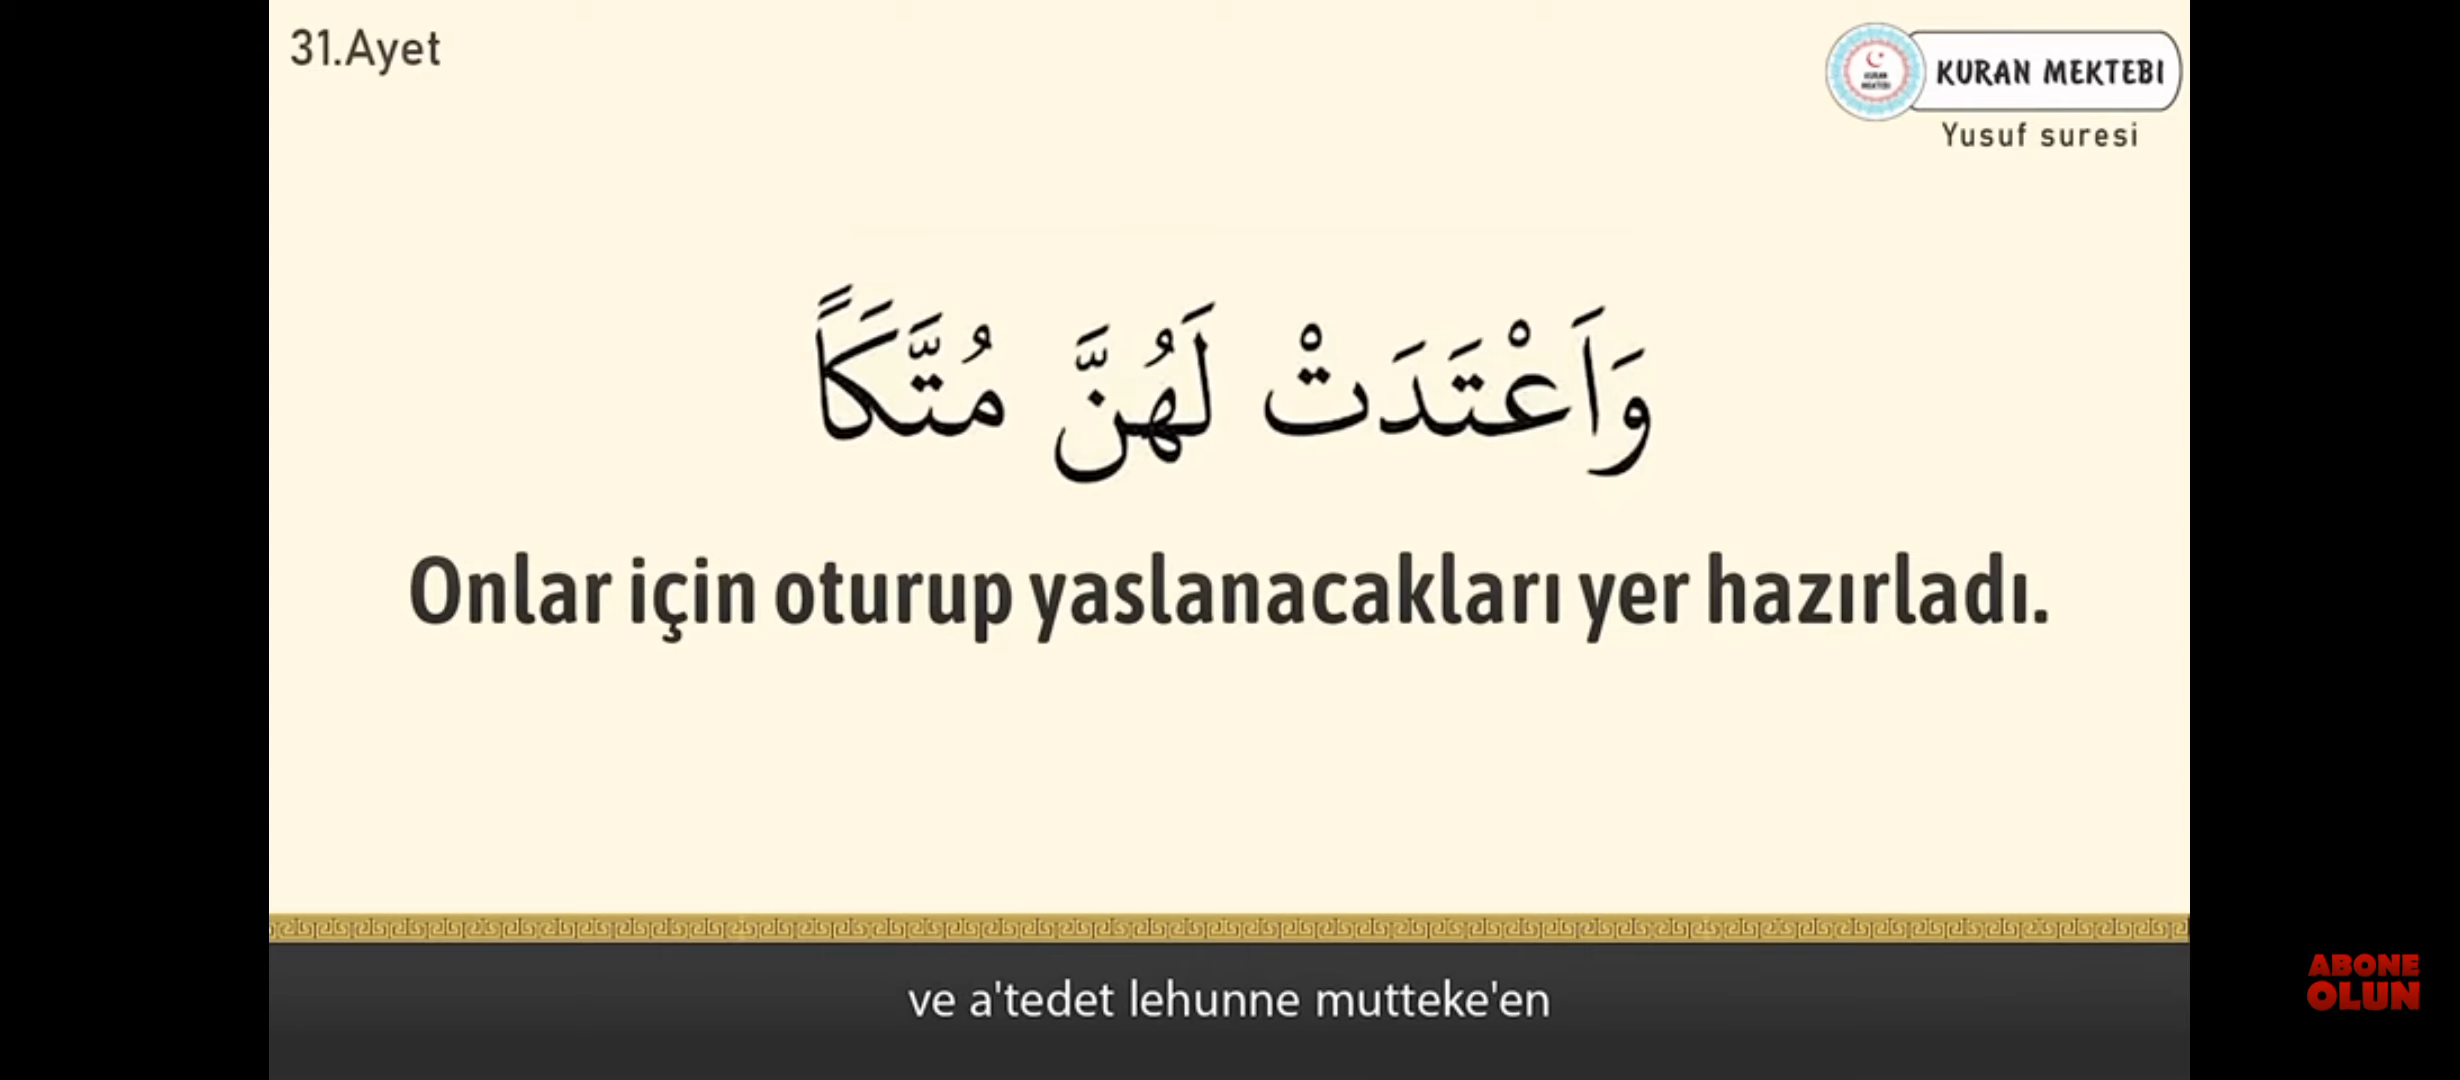 31.Ayet
KURAN MEKTEBI
Yusuf suresi
وَاَعْتَدَتْ لَهُنَّ مُتَّكَاً
Onlar için oturup yaslanacakları yer hazırladı.
ve a'tedet lehunne mutteke'en
ABONE
OLUN